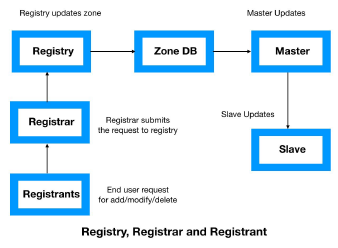 Registry updates zone
Master Updates
Registry
Zone DB
Master
Registrar
Registrar submits
the request to registry
Slave Updates
Slave
Registrants
End user request
for add/modify/delete
Registry, Registrar and Registrant